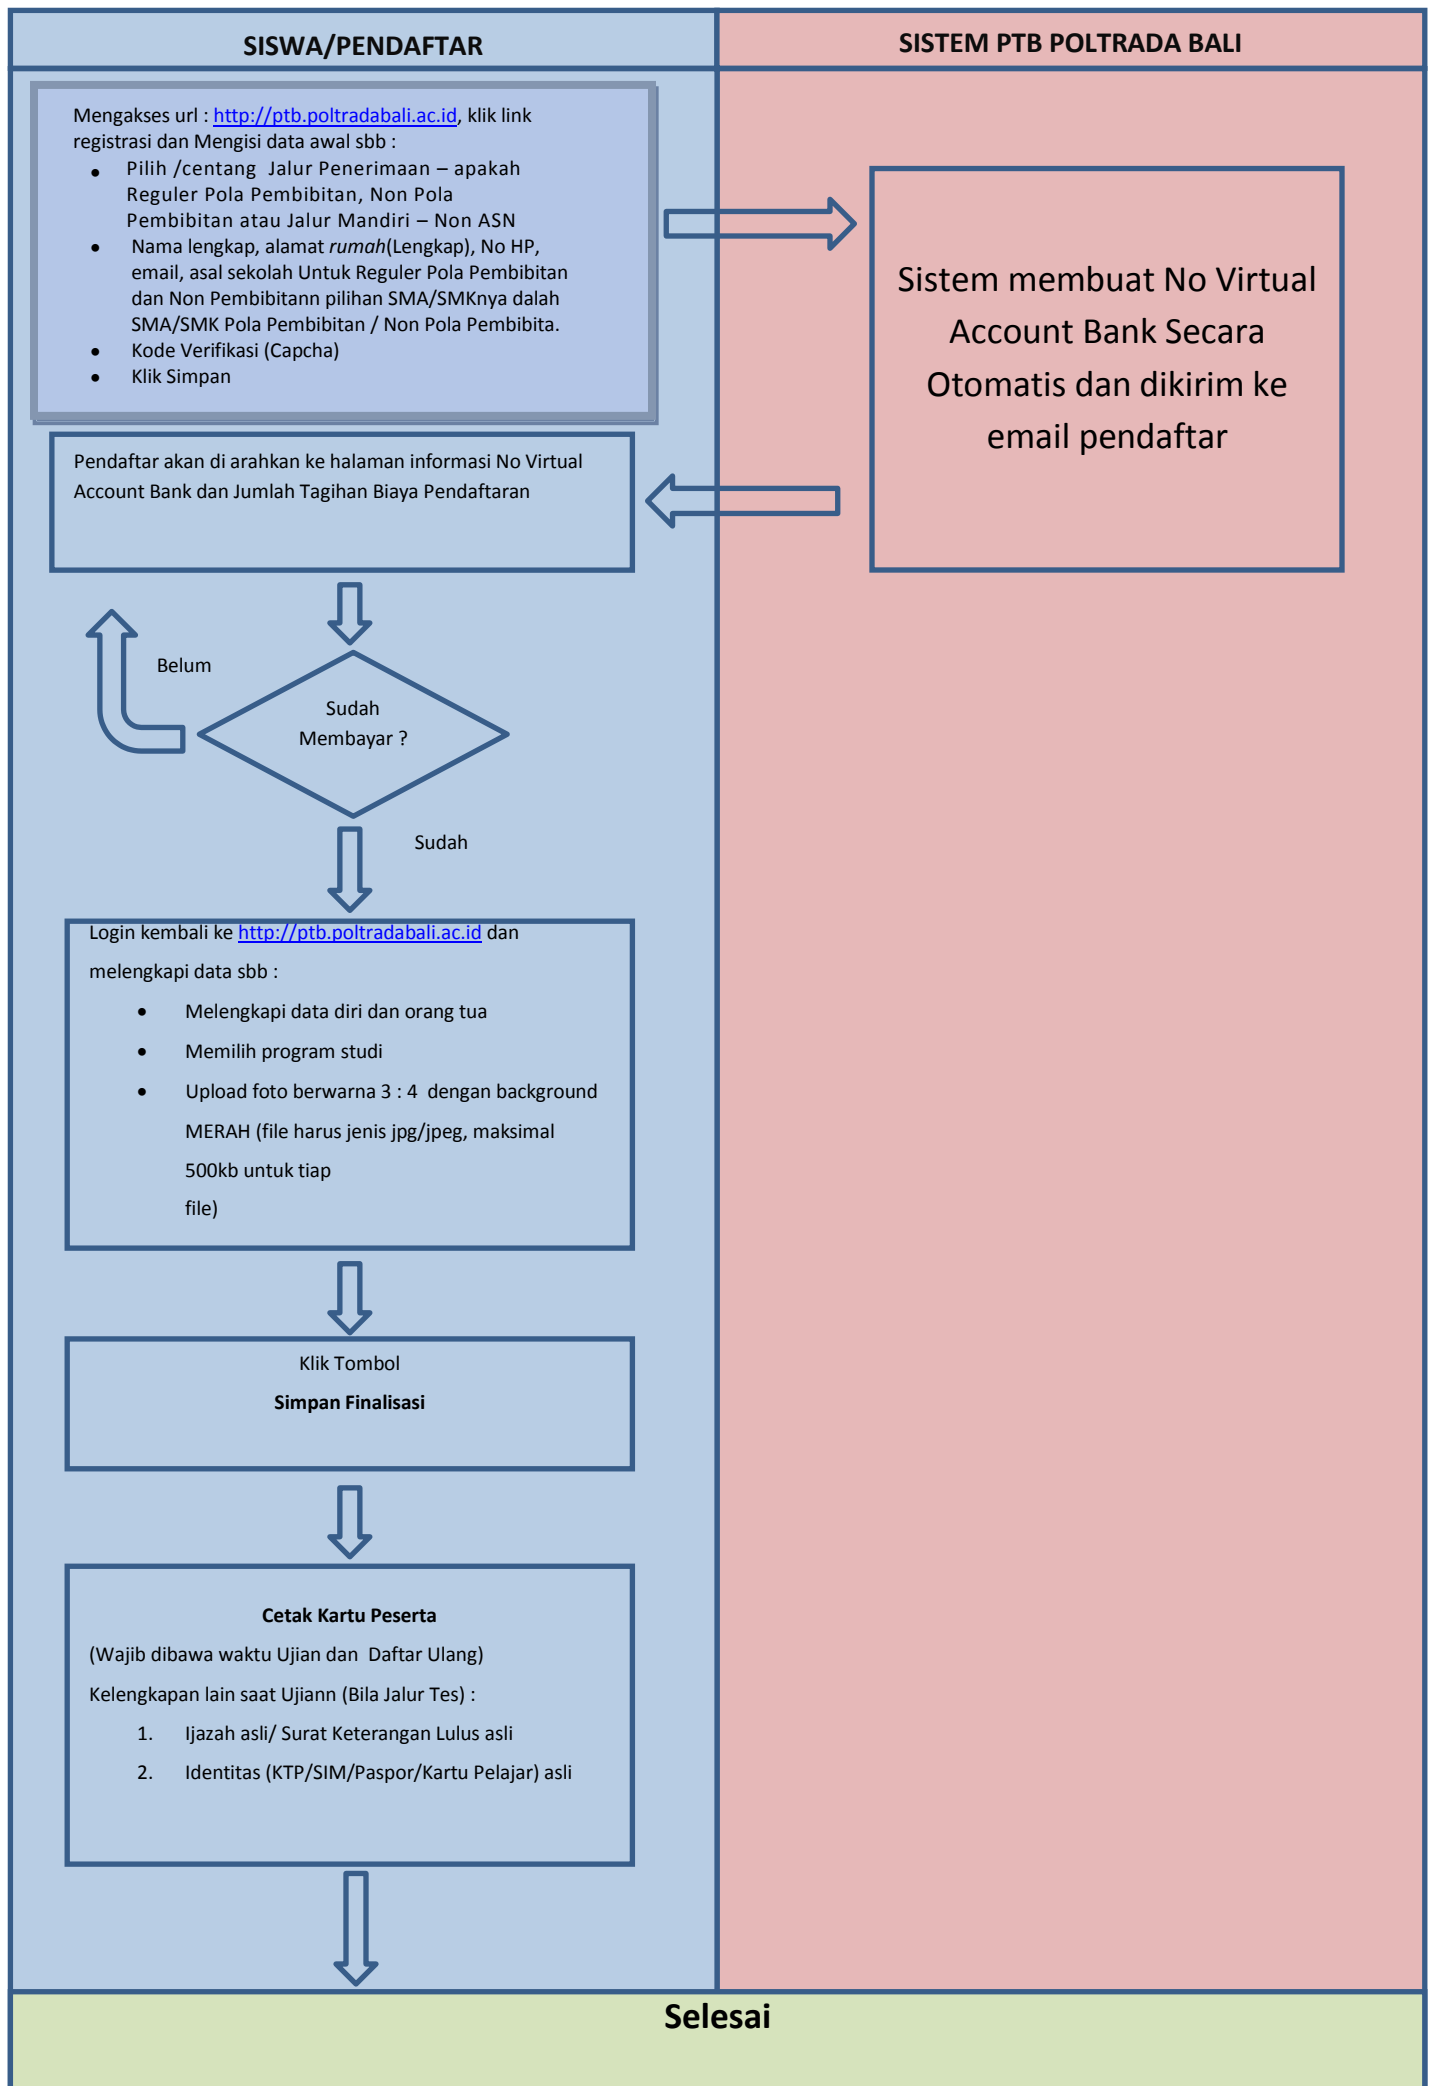 SISWA/PENDAFTAR
SISTEM PTB POLTRADA BALI
Mengakses url : http://ptb.poltradabali.ac.id, klik link
registrasi dan Mengisi data awal sbb :
• Pilih /centang Jalur Penerimaan – apakah
Reguler Pola Pembibitan, Non Pola
Pembibitan atau Jalur Mandiri – Non ASN
• Nama lengkap, alamat rumah(Lengkap), No HP,
email, asal sekolah Untuk Reguler Pola Pembibitan
dan Non Pembibitann pilihan SMA/SMKnya dalah
SMA/SMK Pola Pembibitan / Non Pola Pembibita.
• Kode Verifikasi (Capcha)
• Klik Simpan
Sistem membuat No Virtual
Account Bank Secara
Otomatis dan dikirim ke
email pendaftar
Pendaftar akan di arahkan ke halaman informasi No Virtual
Account Bank dan Jumlah Tagihan Biaya Pendaftaran
Belum
Sudah
Membayar ?
Sudah
Login kembali ke http://ptb.poltradabali.ac.id dan
melengkapi data sbb :
• Melengkapi data diri dan orang tua
• Memilih program studi
• Upload foto berwarna 3 : 4 dengan background
MERAH (file harus jenis jpg/jpeg, maksimal
500kb untuk tiap
file)
Klik Tombol
Simpan Finalisasi
Cetak Kartu Peserta
(Wajib dibawa waktu Ujian dan Daftar Ulang)
Kelengkapan lain saat Ujiann (Bila Jalur Tes) :
1. Ijazah asli/ Surat Keterangan Lulus asli
2. Identitas (KTP/SIM/Paspor/Kartu Pelajar) asli
Selesai